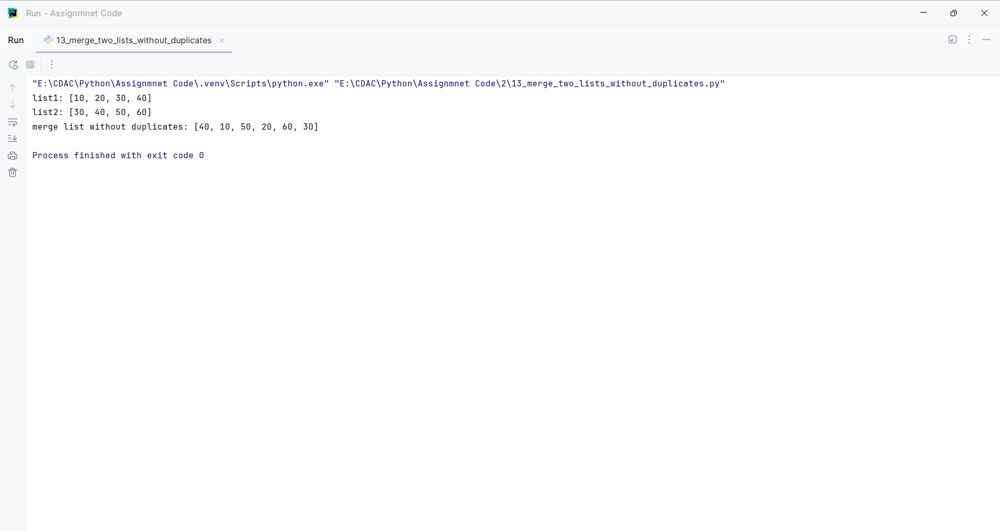 Run - Assignmnet Code
Run 13_merge_two_lists_without_duplicates
"E:\CDAC\Python\Assignmnet Code\.venv\Scripts\python.exe" "E:\CDAC\Python\Assignmnet Code\2\13_merge_two_lists_without_duplicates.py"
list1: [10, 20, 30, 40]
list2: [30, 40, 50, 60]
merge list without duplicates: [40, 10, 50, 20, 60, 30]
Process finished with exit code 0